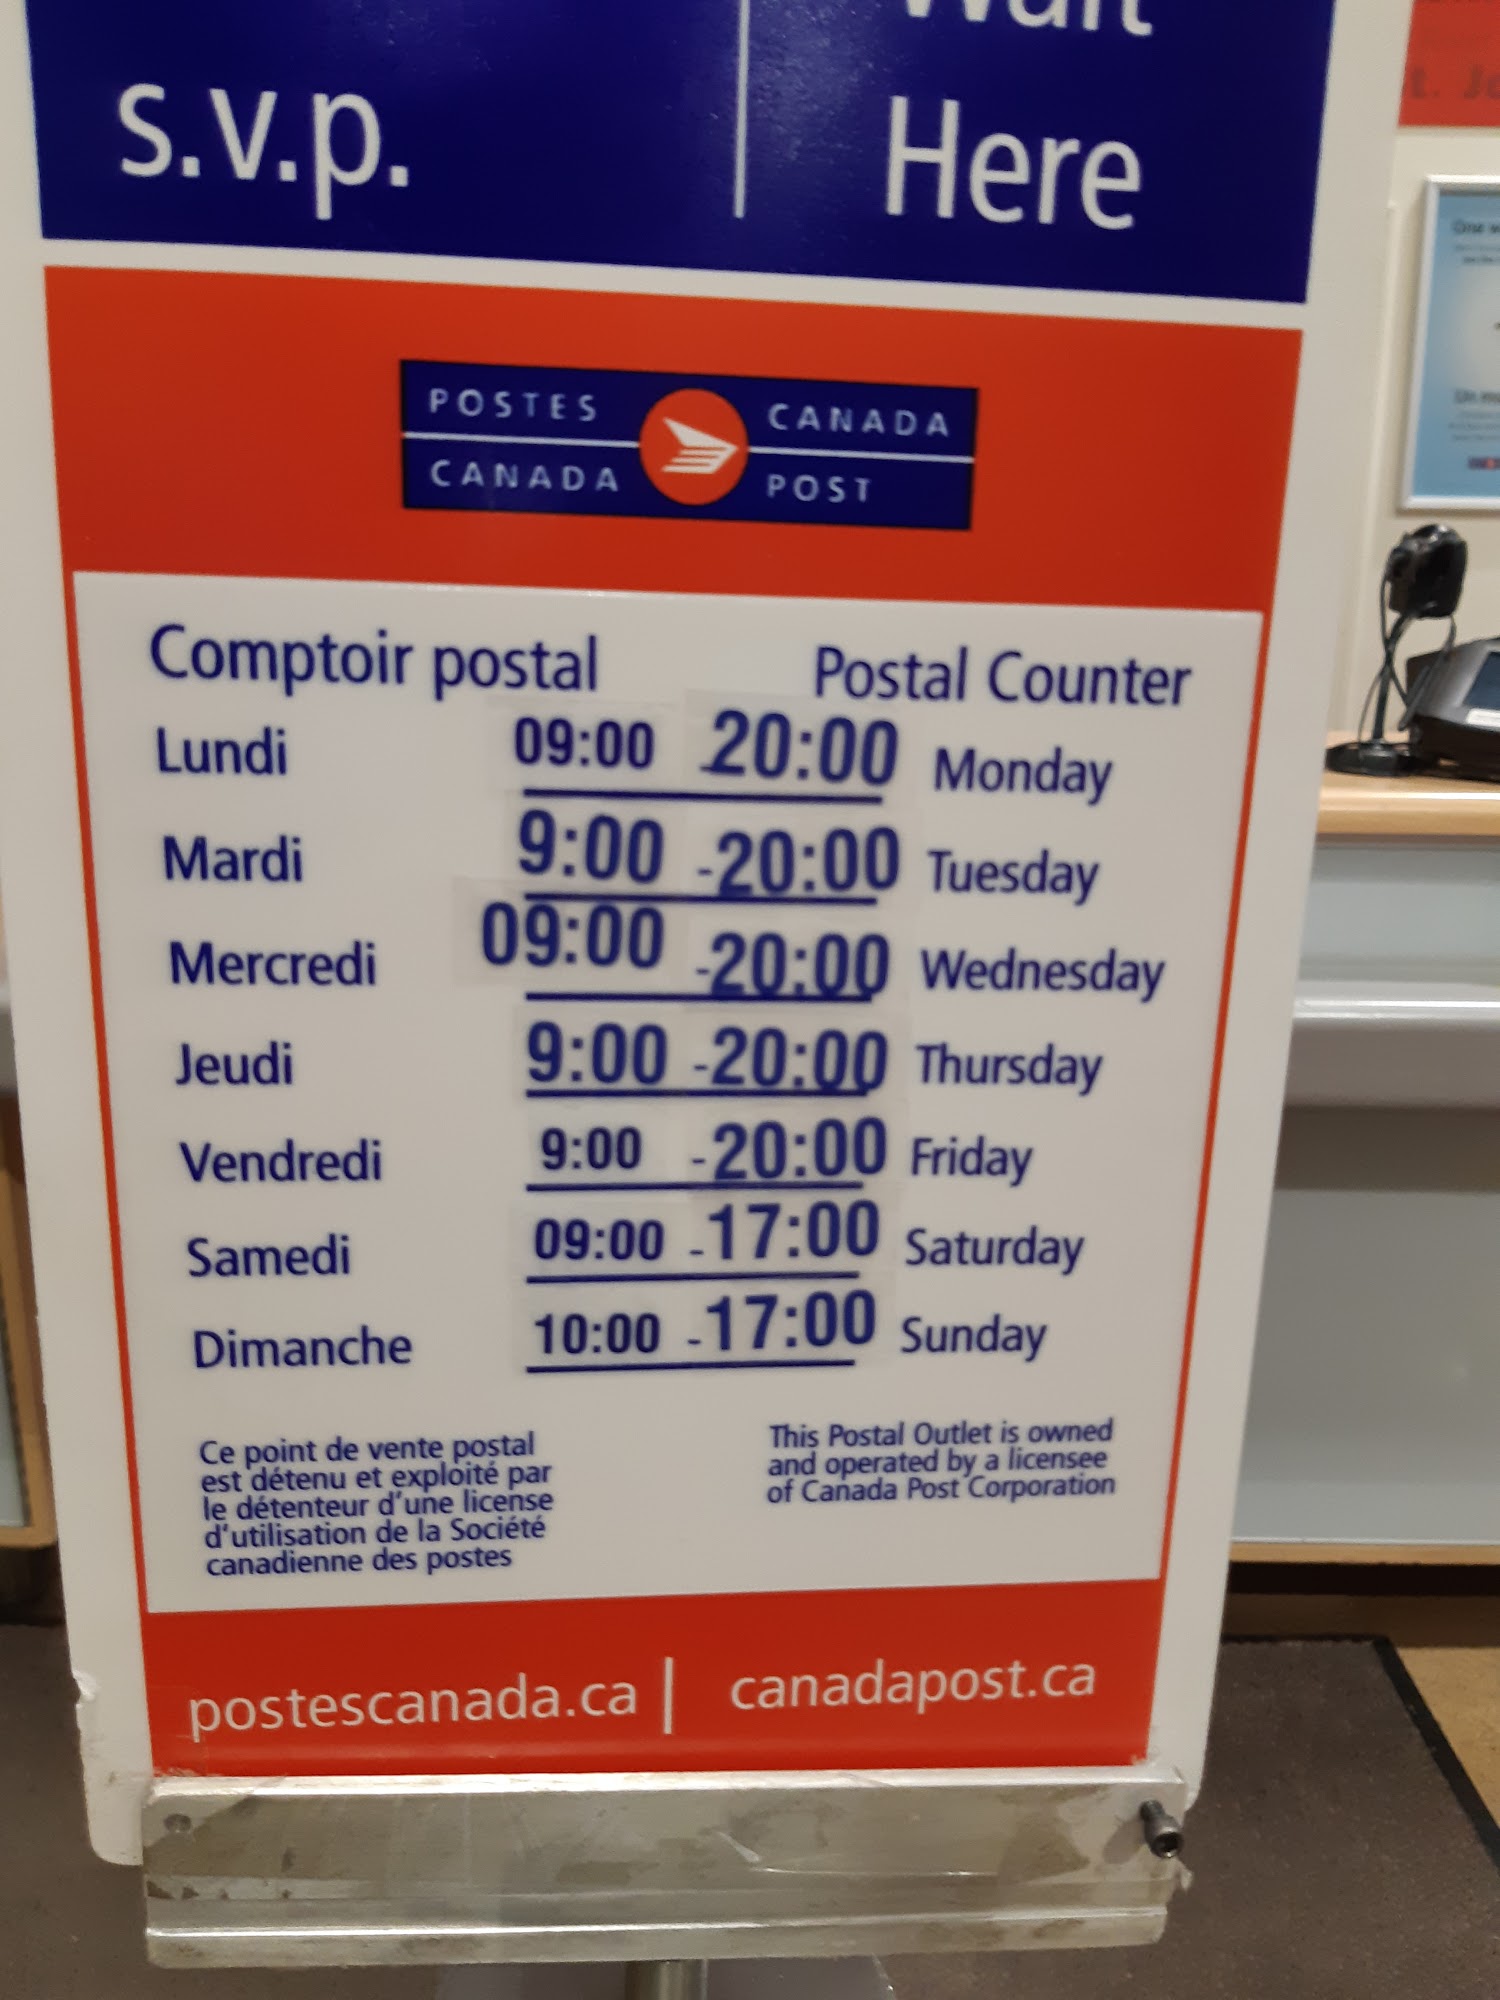 s.v.p.
Wait
Here
POSTES
CANADA
CANADA
POST
Comptoir postal Postal Counter
Lundi 09:00 - 20:00 Monday
Mardi 9:00 - 20:00 Tuesday
Mercredi 09:00 - 20:00 Wednesday
Jeudi 9:00 - 20:00 Thursday
Vendredi 9:00 - 20:00 Friday
Samedi 09:00 - 17:00 Saturday
Dimanche 10:00 - 17:00 Sunday
Ce point de vente postal
est détenu et exploité par
le détenteur d'une license
d'utilisation de la Société
canadienne des postes
This Postal Outlet is owned
and operated by a licensee
of Canada Post Corporation
postescanada.ca | canadapost.ca